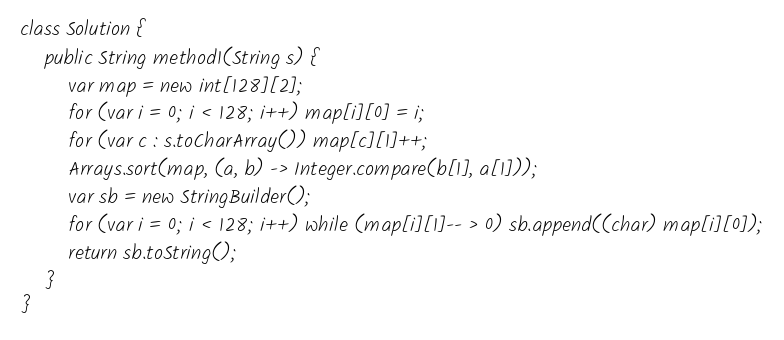 class Solution {
    public String method1(String s) {
        var map = new int[128][2];
        for (var i = 0; i < 128; i++) map[i][0] = i;
        for (var c : s.toCharArray()) map[c][1]++;
        Arrays.sort(map, (a, b) -> Integer.compare(b[1], a[1]));
        var sb = new StringBuilder();
        for (var i = 0; i < 128; i++) while (map[i][1]-- > 0) sb.append((char) map[i][0]);
        return sb.toString();
    }
}